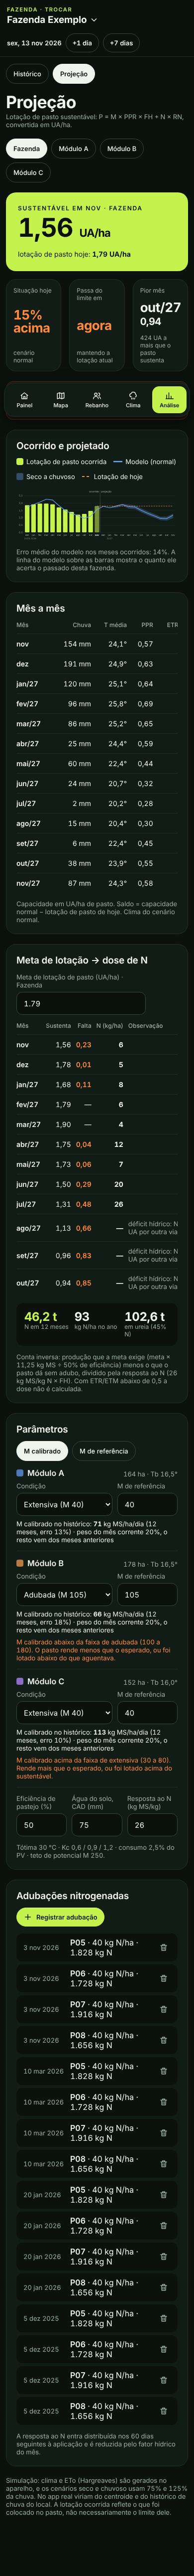 FAZENDA · TROCAR
Fazenda Exemplo
sex, 13 nov 2026
+1 dia
+7 dias
Histórico
Projeção
Projeção
Lotação de pasto sustentável: P = M × PPR × FH + N × RN,
convertida em UA/ha.
Fazenda
Módulo A
Módulo B
Módulo C
SUSTENTÁVEL EM NOV · FAZENDA
1,56 UA/ha
lotação de pasto hoje: 1,79 UA/ha
Situação hoje
15%
acima
cenário
normal
Passa do
limite em
agora
mantendo a
lotação atual
Pior mês
out/27
0,94
424 UA a
mais que o
pasto
sustenta
Painel
Mapa
Rebanho
Clima
Análise
Ocorrido e projetado
Lotação de pasto ocorrida
Modelo (normal)
Seco a chuvoso
Lotação de hoje
Erro médio do modelo nos meses ocorridos: 14%. A
linha do modelo sobre as barras mostra o quanto ele
acerta o passado desta fazenda.
Mês a mês
Mês Chuva T média PPR ETR
nov 154 mm 24,1° 0,57
dez 191 mm 24,9° 0,63
jan/27 120 mm 25,1° 0,64
fev/27 96 mm 25,8° 0,69
mar/27 86 mm 25,2° 0,65
abr/27 25 mm 24,4° 0,59
mai/27 60 mm 22,4° 0,44
jun/27 24 mm 20,7° 0,32
jul/27 2 mm 20,2° 0,28
ago/27 15 mm 20,4° 0,30
set/27 6 mm 22,4° 0,45
out/27 38 mm 23,9° 0,55
nov/27 87 mm 24,3° 0,58
Capacidade em UA/ha de pasto. Saldo = capacidade
normal − lotação de pasto de hoje. Clima do cenário
normal.
Meta de lotação → dose de N
Meta de lotação de pasto (UA/ha) ·
Fazenda
1.79
Mês Sustenta Falta N (kg/ha) Observação
nov 1,56 0,23 6
dez 1,78 0,01 5
jan/27 1,68 0,11 8
fev/27 1,79 — 6
mar/27 1,90 — 4
abr/27 1,75 0,04 12
mai/27 1,73 0,06 7
jun/27 1,50 0,29 20
jul/27 1,31 0,48 26
ago/27 1,13 0,66 — déficit hídrico: N
UA por outra via
set/27 0,96 0,83 — déficit hídrico: N
UA por outra via
out/27 0,94 0,85 — déficit hídrico: N
UA por outra via
46,2 t
N em 12 meses
93
kg N/ha no ano
102,6 t
em ureia (45%
N)
Conta inversa: produção que a meta exige (meta ×
11,25 kg MS ÷ 50% de eficiência) menos o que o
pasto dá sem adubo, dividido pela resposta ao N (26
kg MS/kg N × FH). Com ETR/ETM abaixo de 0,5 a
dose não é calculada.
Parâmetros
M calibrado
M de referência
Módulo A
164 ha · Tb 16,5°
Condição
M de referência
Extensiva (M 40)
40
M calibrado no histórico: 71 kg MS/ha/dia (12
meses, erro 13%) · peso do mês corrente 20%, o
resto vem dos meses anteriores
Módulo B
178 ha · Tb 16,5°
Condição
M de referência
Adubada (M 105)
105
M calibrado no histórico: 66 kg MS/ha/dia (12
meses, erro 18%) · peso do mês corrente 20%, o
resto vem dos meses anteriores
M calibrado abaixo da faixa de adubada (100 a
180). O pasto rende menos que o esperado, ou foi
lotado abaixo do que aguentava.
Módulo C
152 ha · Tb 16,0°
Condição
M de referência
Extensiva (M 40)
40
M calibrado no histórico: 113 kg MS/ha/dia (12
meses, erro 10%) · peso do mês corrente 20%, o
resto vem dos meses anteriores
M calibrado acima da faixa de extensiva (30 a 80).
Rende mais que o esperado, ou foi lotado acima do
sustentável.
Eficiência de
pastejo (%)
50
Água do solo,
CAD (mm)
75
Resposta ao N
(kg MS/kg)
26
Tótima 30 °C · Kc 0,6 / 0,9 / 1,2 · consumo 2,5% do
PV · teto de potencial M 250.
Adubações nitrogenadas
Registrar adubação
3 nov 2026
P05 · 40 kg N/ha ·
1.828 kg N
3 nov 2026
P06 · 40 kg N/ha ·
1.728 kg N
3 nov 2026
P07 · 40 kg N/ha ·
1.916 kg N
3 nov 2026
P08 · 40 kg N/ha ·
1.656 kg N
10 mar 2026
P05 · 40 kg N/ha ·
1.828 kg N
10 mar 2026
P06 · 40 kg N/ha ·
1.728 kg N
10 mar 2026
P07 · 40 kg N/ha ·
1.916 kg N
10 mar 2026
P08 · 40 kg N/ha ·
1.656 kg N
20 jan 2026
P05 · 40 kg N/ha ·
1.828 kg N
20 jan 2026
P06 · 40 kg N/ha ·
1.728 kg N
20 jan 2026
P07 · 40 kg N/ha ·
1.916 kg N
20 jan 2026
P08 · 40 kg N/ha ·
1.656 kg N
5 dez 2025
P05 · 40 kg N/ha ·
1.828 kg N
5 dez 2025
P06 · 40 kg N/ha ·
1.728 kg N
5 dez 2025
P07 · 40 kg N/ha ·
1.916 kg N
5 dez 2025
P08 · 40 kg N/ha ·
1.656 kg N
A resposta ao N entra distribuída nos 60 dias
seguintes à aplicação e é reduzida pelo fator hídrico
do mês.
Simulação: clima e ETo (Hargreaves) são gerados no
aparelho, e os cenários seco e chuvoso usam 75% e 125%
da chuva. No app real viriam do centroide e do histórico de
chuva do local. A lotação ocorrida reflete o que foi
colocado no pasto, não necessariamente o limite dele.